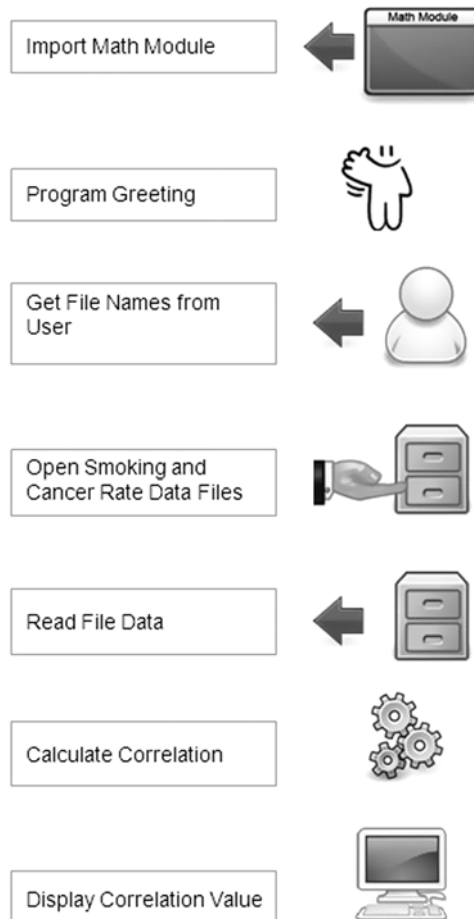 Import Math Module
Math Module
Program Greeting
Get File Names from
User
Open Smoking and
Cancer Rate Data Files
Read File Data
Calculate Correlation
Display Correlation Value